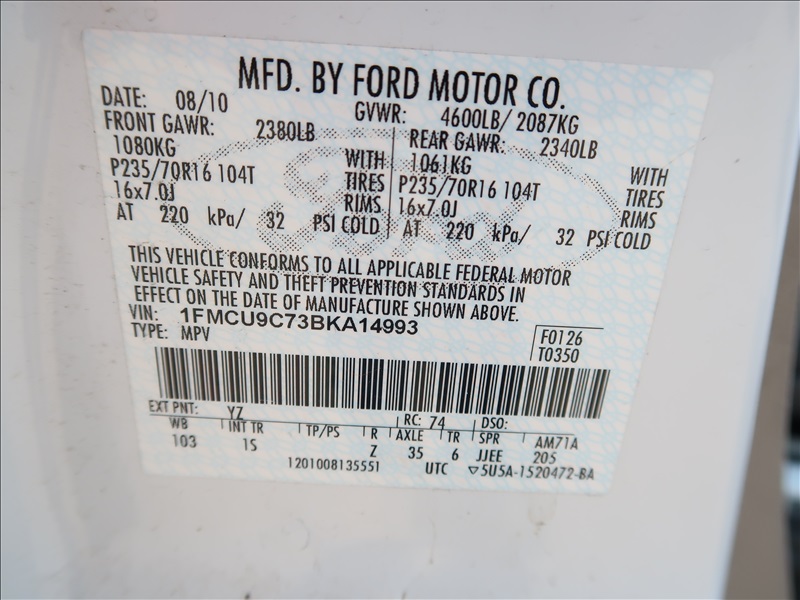 MFD. BY FORD MOTOR CO.
DATE: 08/10 GVWR: 4600LB/ 2087KG
FRONT GAWR: 2380LB REAR GAWR: 2340LB
1080KG WITH 1061KG WITH
P235/70R16 104T TIRES P235/70R16 104T TIRES
16x7.0J RIMS 16x7.0J RIMS
AT 220 kPa/ 32 PSI COLD AT 220 kPa/ 32 PSI COLD
THIS VEHICLE CONFORMS TO ALL APPLICABLE FEDERAL MOTOR
VEHICLE SAFETY AND THEFT PREVENTION STANDARDS IN
EFFECT ON THE DATE OF MANUFACTURE SHOWN ABOVE.
VIN: 1FMCU9C73BKA14993
TYPE: MPV F0126
T0350
EXT PNT: YZ RC: 74 DSO:
WB INT TR TP/PS R AXLE TR SPR AM71A
103 1S Z 35 6 JJEE 205
1201008135551 UTC ▽5U5A-1520472-BA
Ford